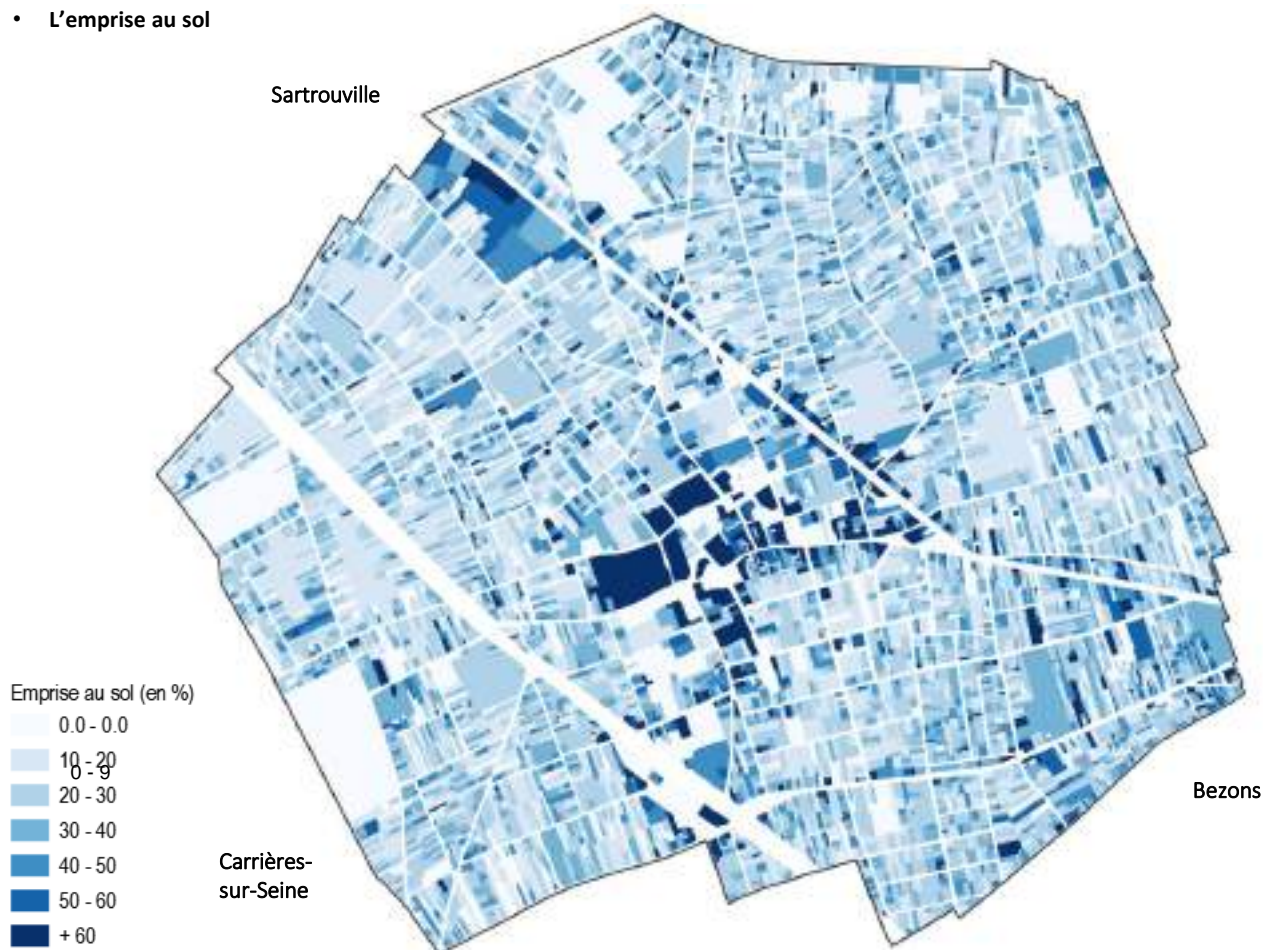 • L’emprise au sol
Sartrouville
Emprise au sol (en %)
0.0 - 0.0
10 - 20
0 - 9
20 - 30
30 - 40
40 - 50
50 - 60
+ 60
Carrières-
sur-Seine
Bezons